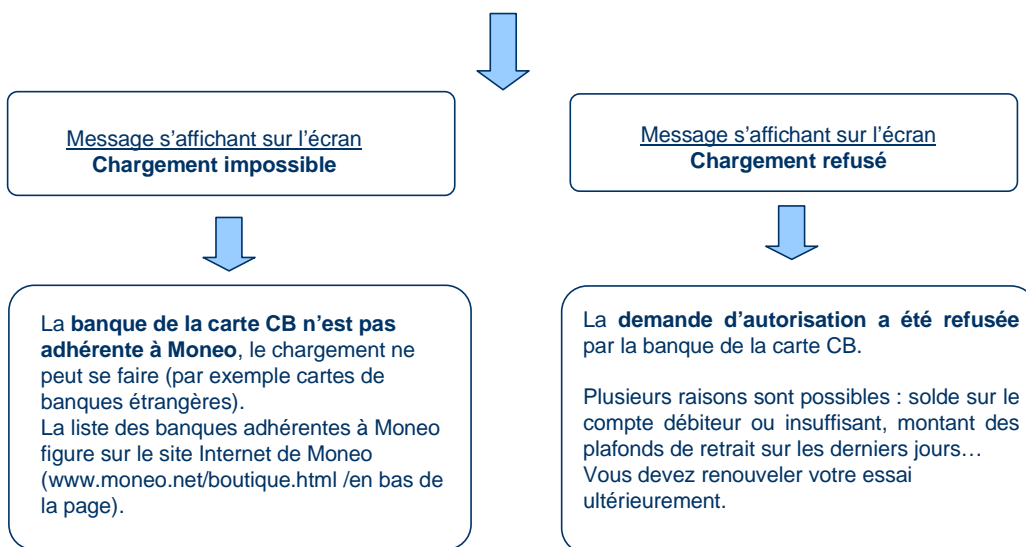 Message s'affichant sur l'écran
Chargement impossible
Message s'affichant sur l'écran
Chargement refusé
La banque de la carte CB n'est pas
adhérente à Moneo, le chargement ne
peut se faire (par exemple cartes de
banques étrangères).
La liste des banques adhérentes à Moneo
figure sur le site Internet de Moneo
(www.moneo.net/boutique.html /en bas de
la page).
La demande d'autorisation a été refusée
par la banque de la carte CB.
Plusieurs raisons sont possibles : solde sur le
compte débiteur ou insuffisant, montant des
plafonds de retrait sur les derniers jours…
Vous devez renouveler votre essai
ultérieurement.